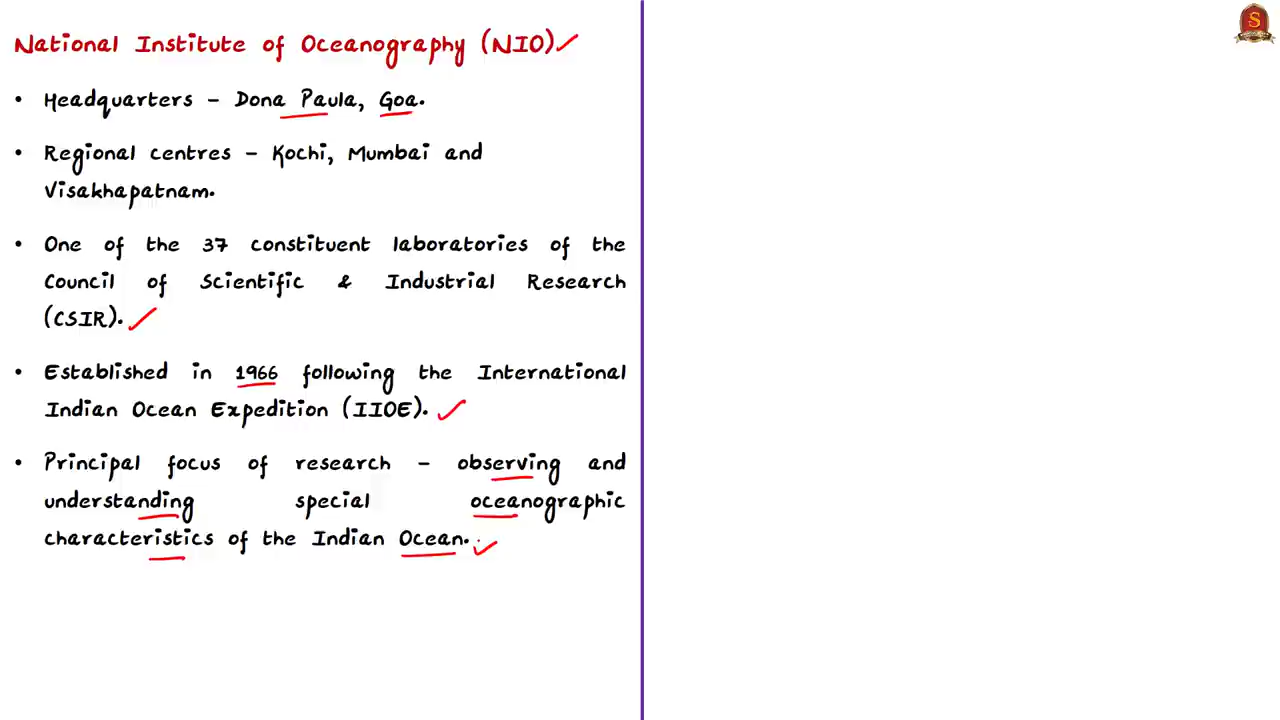 National Institute of Oceanography (NIO)
• Headquarters – Dona Paula, Goa.
• Regional centres – Kochi, Mumbai and
Visakhapatnam.
• One of the 37 constituent laboratories of the
Council of Scientific & Industrial Research
(CSIR).
• Established in 1966 following the International
Indian Ocean Expedition (IIOE).
• Principal focus of research – observing and
understanding special oceanographic
characteristics of the Indian Ocean.
S